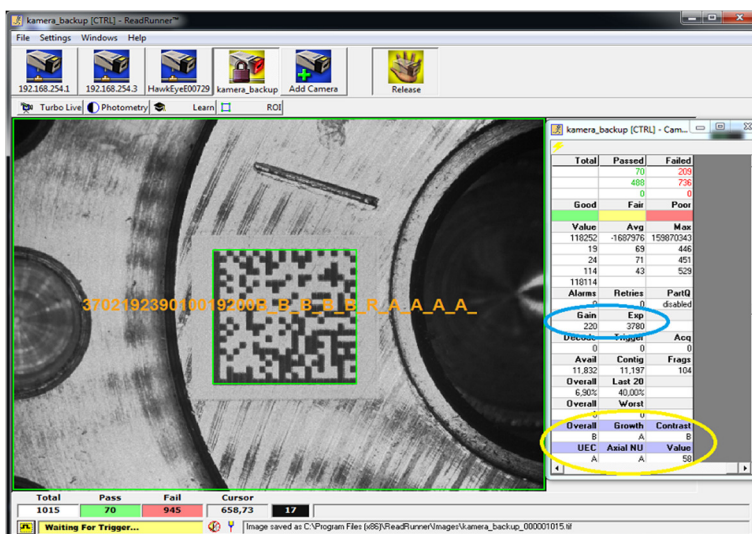 kamera_backup [CTRL] - ReadRunner™
File Settings Windows Help
192.168.254.1 192.168.254.3 HawkEyeE00729 kamera_backup Add Camera Release
Turbo Live Photometry Learn ROI
370219239010019200R_B_B_B_B_R_A_A_A_A_
kamera_backup [CTRL] - Cam...
Total Passed Failed
70 209
488 736
0 0
Good Fair Poor
Value Avg Max
118252 -1687976 159870343
19 69 446
24 71 451
114 43 529
118114
Alarms Retries PartQ
0 0 disabled
Gain Exp
220 3780
Decode Trigger Acq
0 0 0
Avail Contig Frags
11,832 11,197 104
Overall Last 20
6,90% 40,00%
Overall Worst
0
Overall Growth Contrast
B A B
UEC Axial NU Value
A A 58
Total Pass Fail Cursor
1015 70 945 658,73 17
Waiting For Trigger... Image saved as C:\Program Files (x86)\ReadRunner\Images\kamera_backup_000001015.tif